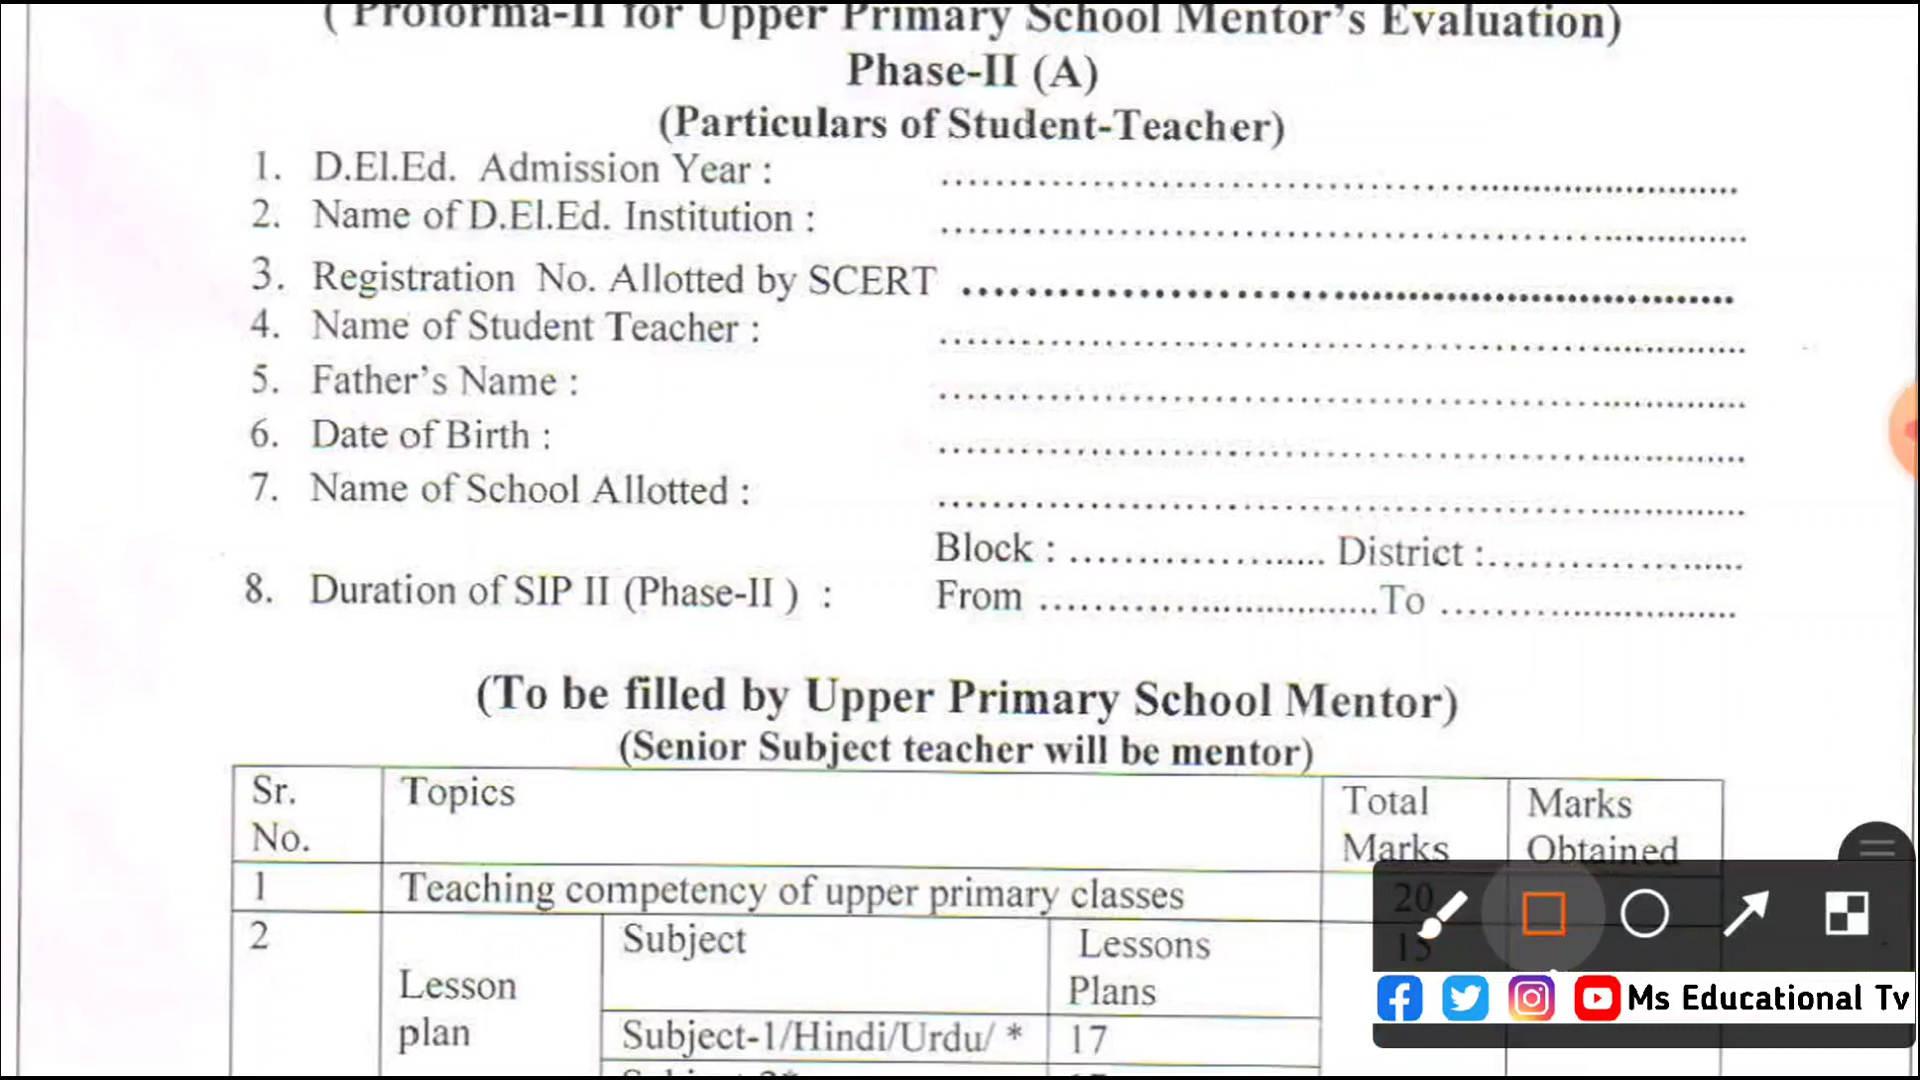 ( Proforma-II for Upper Primary School Mentor's Evaluation)
Phase-II (A)
(Particulars of Student-Teacher)
1. D.El.Ed. Admission Year : ................................................
2. Name of D.El.Ed. Institution : ................................................
3. Registration No. Allotted by SCERT ................................................
4. Name of Student Teacher : ................................................
5. Father's Name : ................................................
6. Date of Birth : ................................................
7. Name of School Allotted : ................................................
Block : ..................... District :.....................
8. Duration of SIP II (Phase-II ) : From ..........................To ........................
(To be filled by Upper Primary School Mentor)
(Senior Subject teacher will be mentor)
Sr. No. Topics Total Marks Marks Obtained
1 Teaching competency of upper primary classes 20
2 Lesson plan Subject Lessons Plans 15
Subject-1/Hindi/Urdu/ * 17
Ms Educational Tv